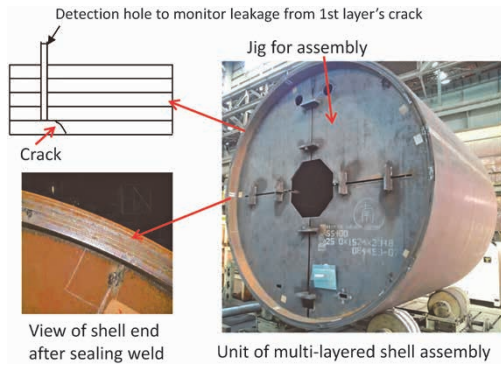 Detection hole to monitor leakage from 1st layer's crack
Jig for assembly
Crack
SS400
View of shell end
after sealing weld
Unit of multi-layered shell assembly